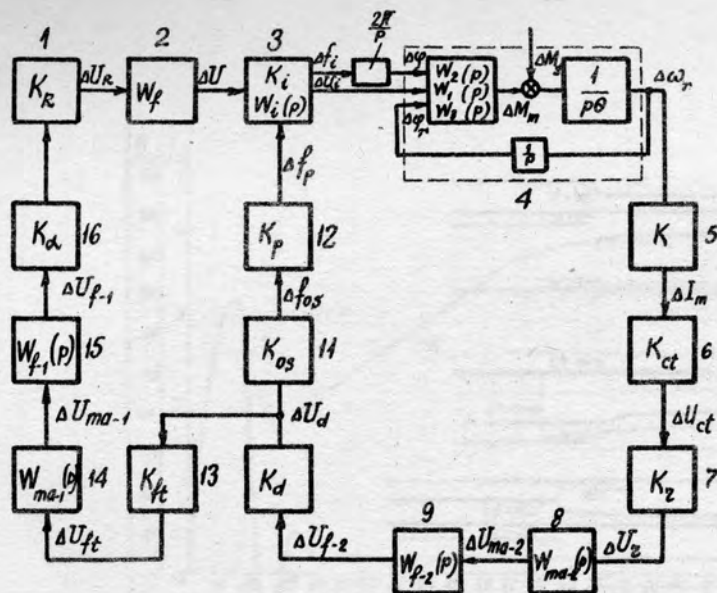 1
2
3
2π/p
K_R
ΔU_R
W_f
ΔU
K_i
W_i(p)
Δf_i
Δu_i
Δφ
Δφ_r
W_2(p)
W_1(p)
ΔM_m
ΔM
1/pΘ
Δω_r
1/p
4
Δf_p
K_α
16
K_p
12
K
5
ΔU_f-1
Δf_os
ΔI_m
W_f-1(p)
15
K_os
11
K_ct
6
ΔU_ma-1
ΔU_d
ΔU_ct
W_ma-1(p)
14
K_ft
13
K_d
K_z
7
9
8
ΔU_ft
ΔU_f-2
W_f-2(p)
ΔU_ma-2
W_ma-2(p)
ΔU_z